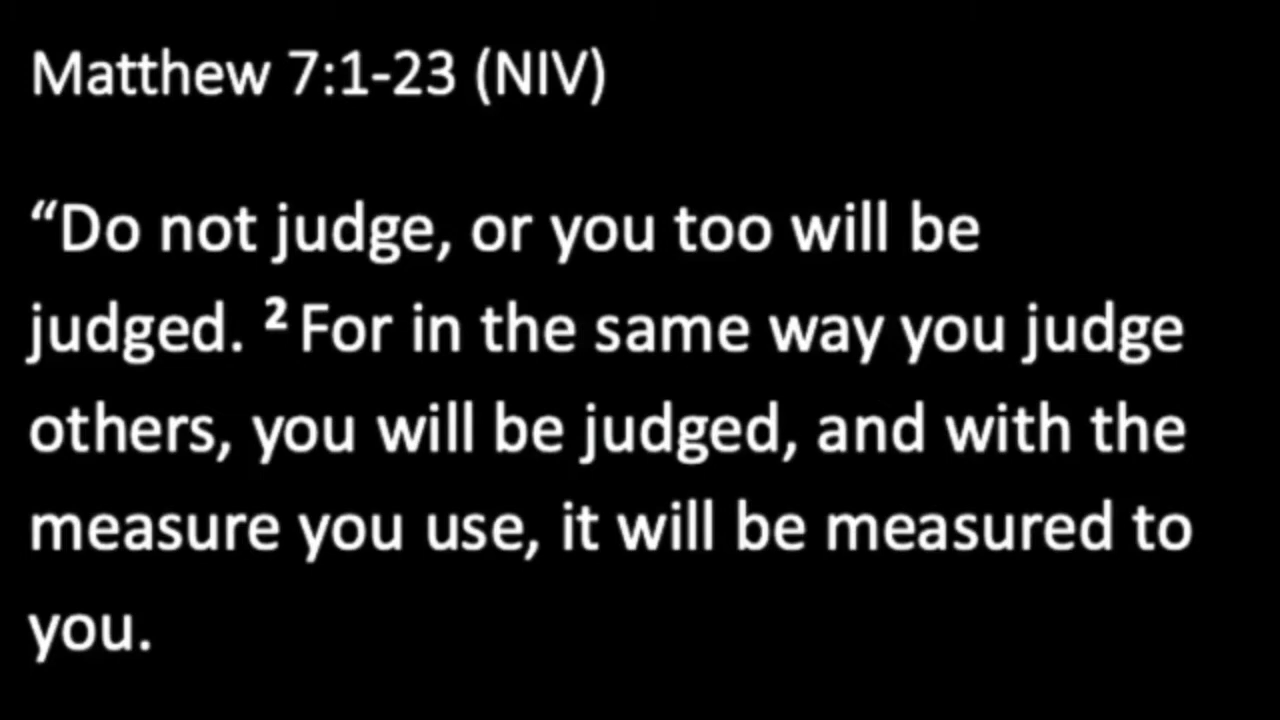 Matthew 7:1-23 (NIV)
“Do not judge, or you too will be
judged. ² For in the same way you judge
others, you will be judged, and with the
measure you use, it will be measured to
you.